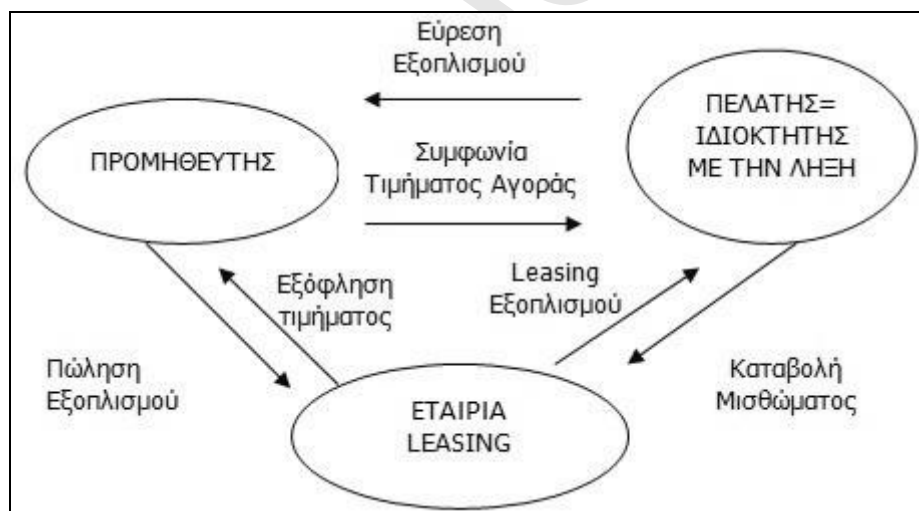 Εύρεση
Εξοπλισμού
ΠΡΟΜΗΘΕΥΤΗΣ
ΠΕΛΑΤΗΣ=
ΙΔΙΟΚΤΗΤΗΣ
ΜΕ ΤΗΝ ΛΗΞΗ
Συμφωνία
Τιμήματος Αγοράς
Εξόφληση
τιμήματος
Leasing
Εξοπλισμού
Πώληση
Εξοπλισμού
Καταβολή
Μισθώματος
ΕΤΑΙΡΙΑ
LEASING